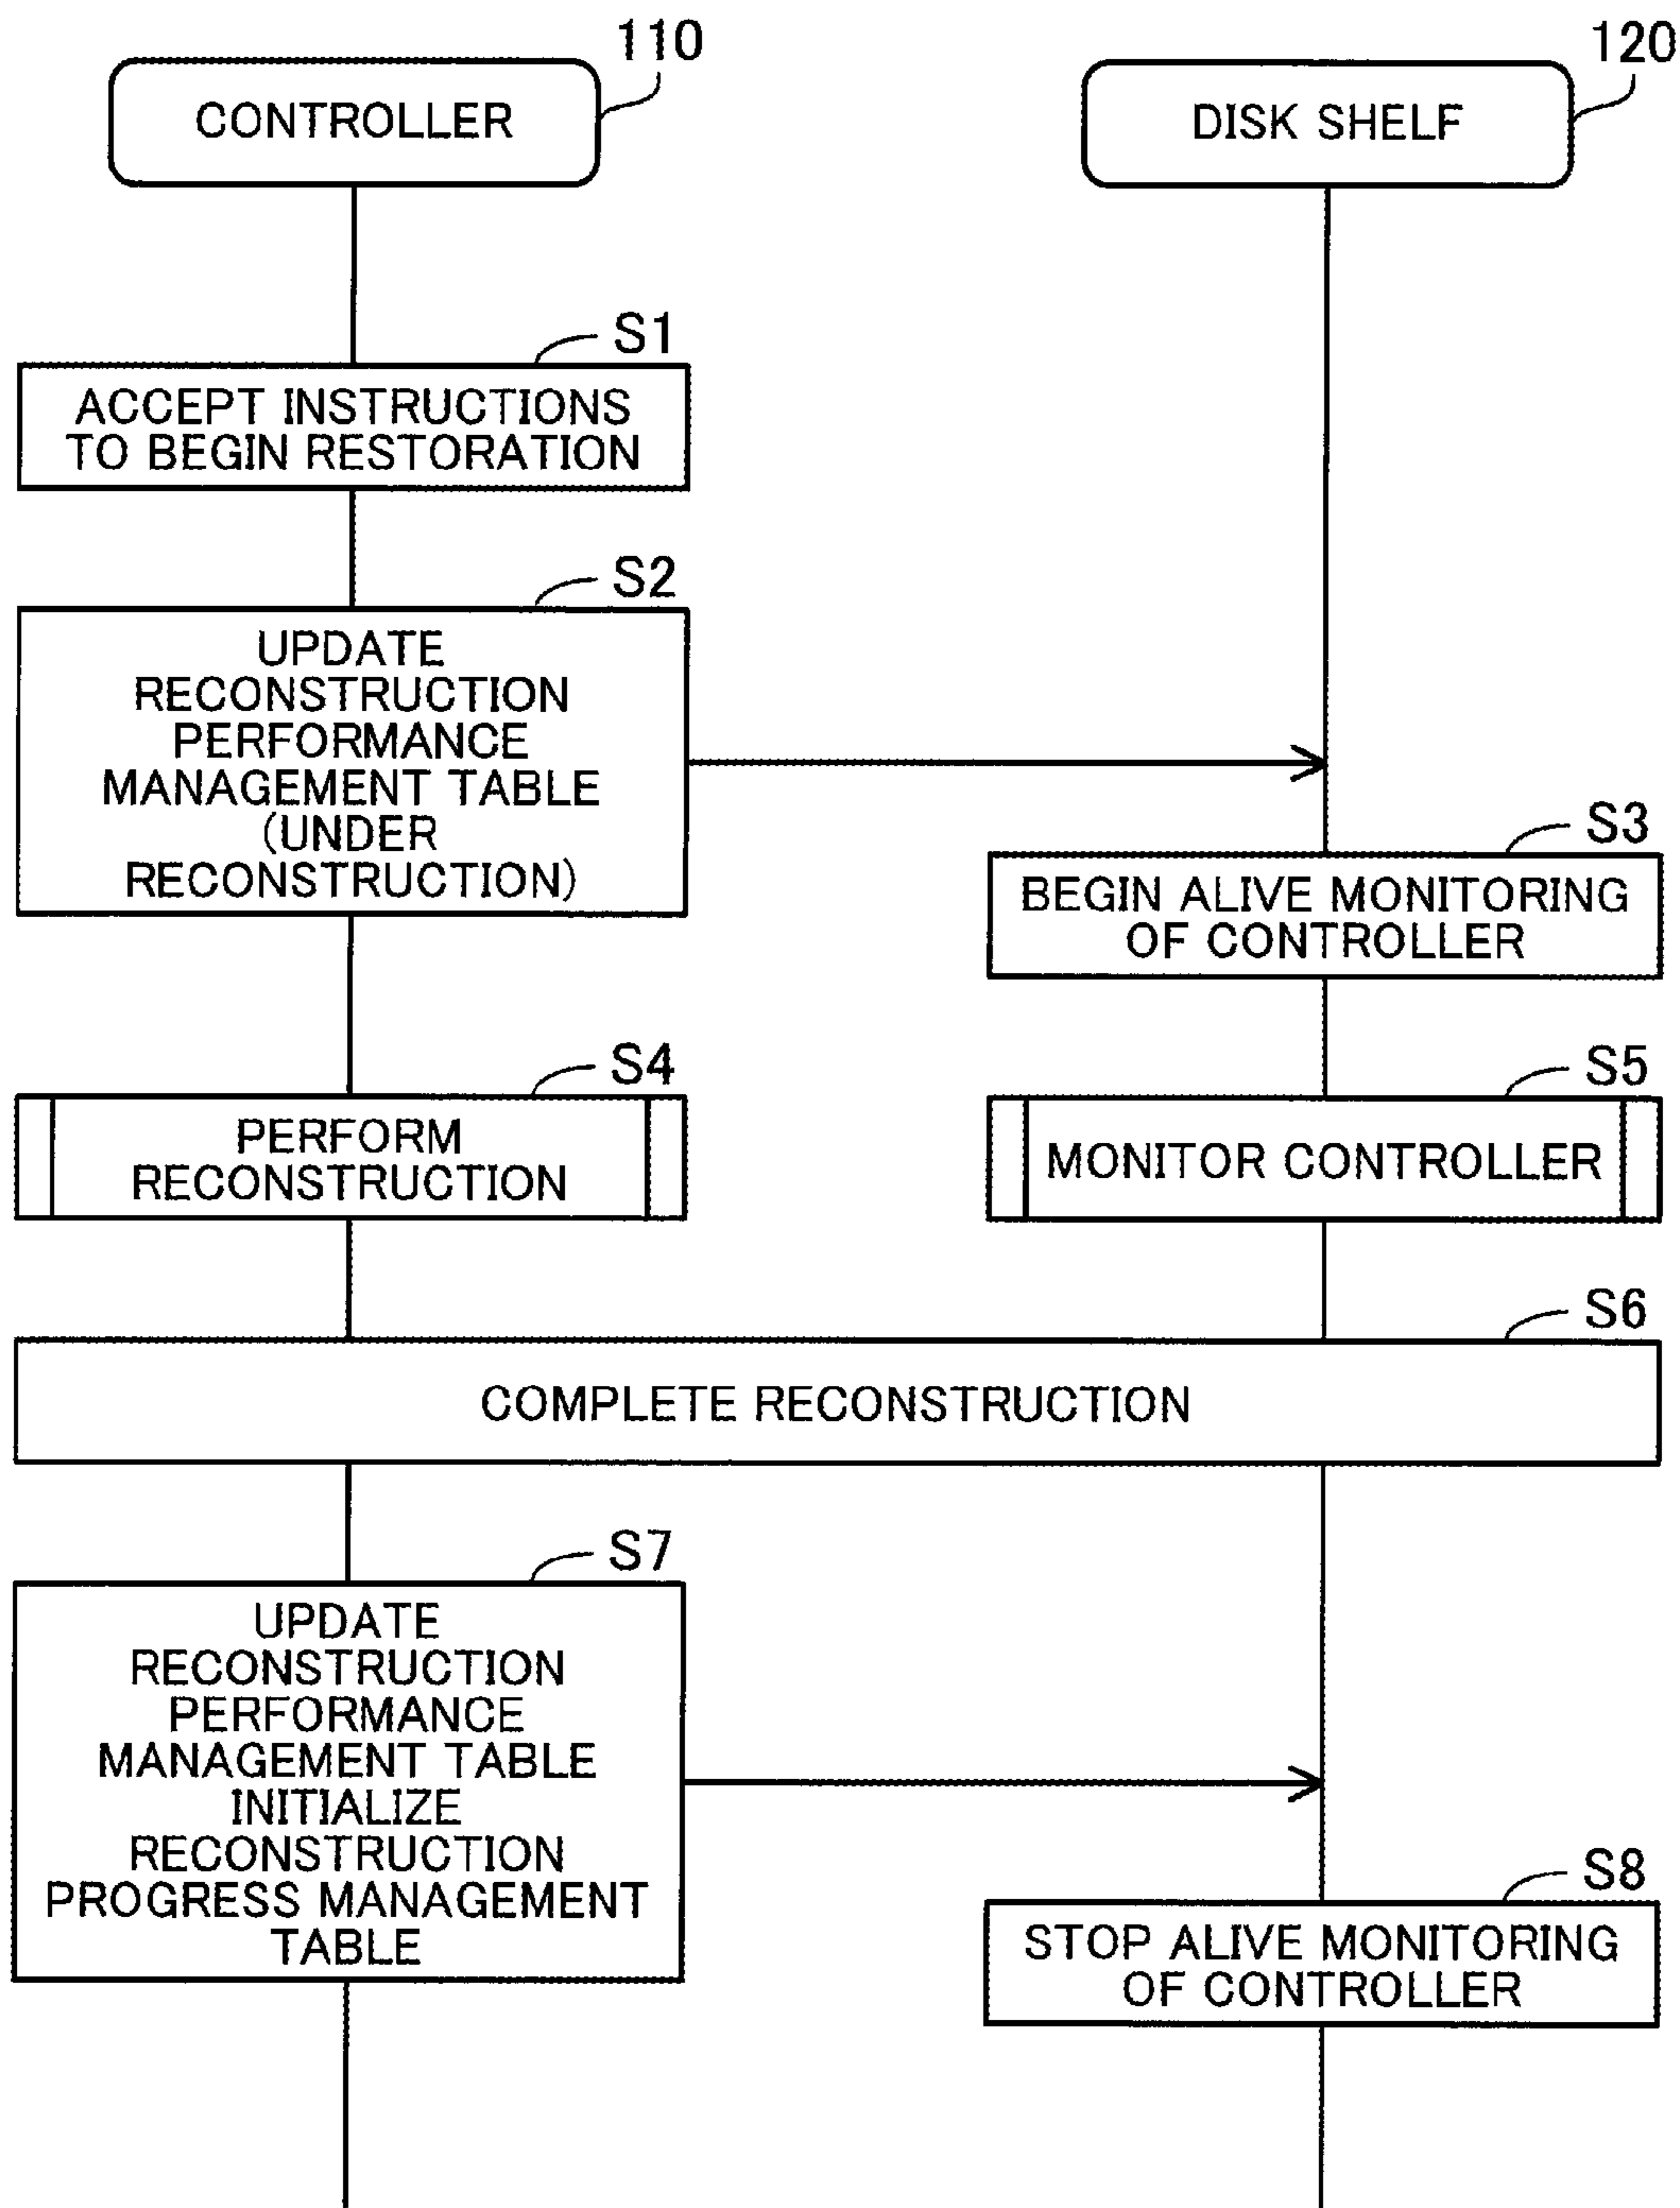 110
CONTROLLER
120
DISK SHELF
S1
ACCEPT INSTRUCTIONS
TO BEGIN RESTORATION
S2
UPDATE
RECONSTRUCTION
PERFORMANCE
MANAGEMENT TABLE
(UNDER
RECONSTRUCTION)
S3
BEGIN ALIVE MONITORING
OF CONTROLLER
S4
PERFORM
RECONSTRUCTION
S5
MONITOR CONTROLLER
S6
COMPLETE RECONSTRUCTION
S7
UPDATE
RECONSTRUCTION
PERFORMANCE
MANAGEMENT TABLE
INITIALIZE
RECONSTRUCTION
PROGRESS MANAGEMENT
TABLE
S8
STOP ALIVE MONITORING
OF CONTROLLER